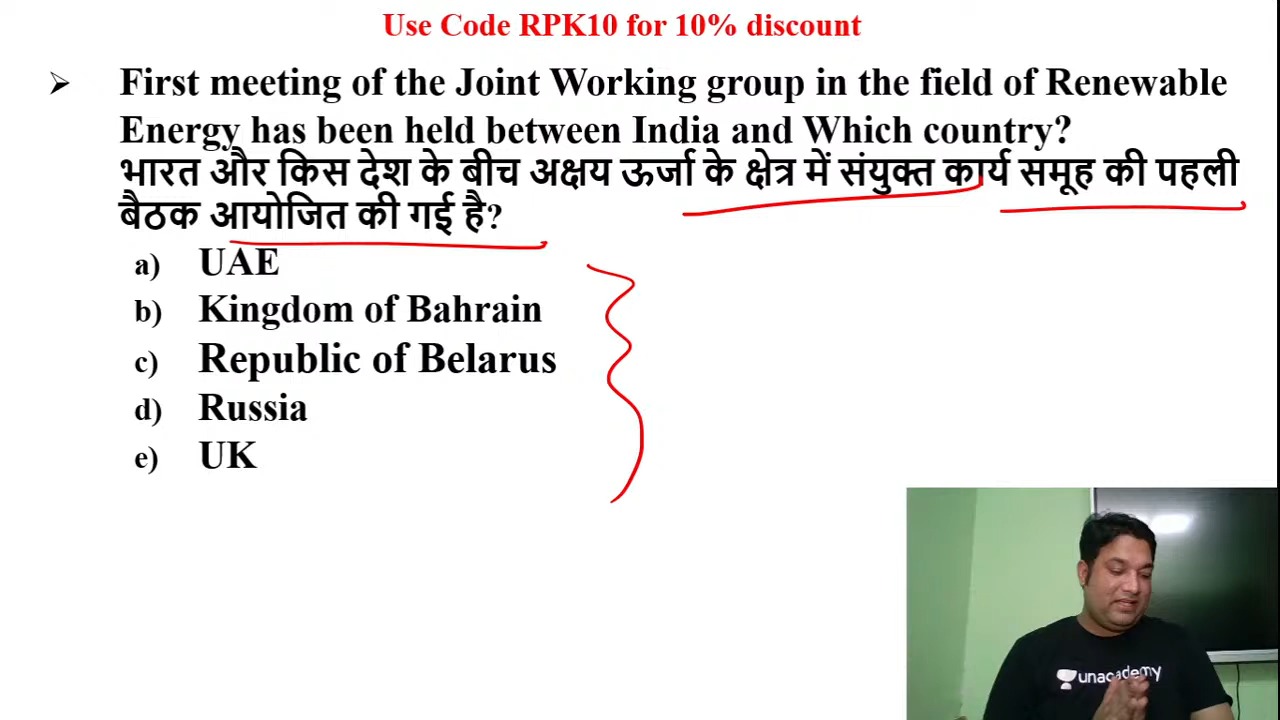 Use Code RPK10 for 10% discount
➢ First meeting of the Joint Working group in the field of Renewable
Energy has been held between India and Which country?
भारत और किस देश के बीच अक्षय ऊर्जा के क्षेत्र में संयुक्त कार्य समूह की पहली
बैठक आयोजित की गई है?
a) UAE
b) Kingdom of Bahrain
c) Republic of Belarus
d) Russia
e) UK
unacademy